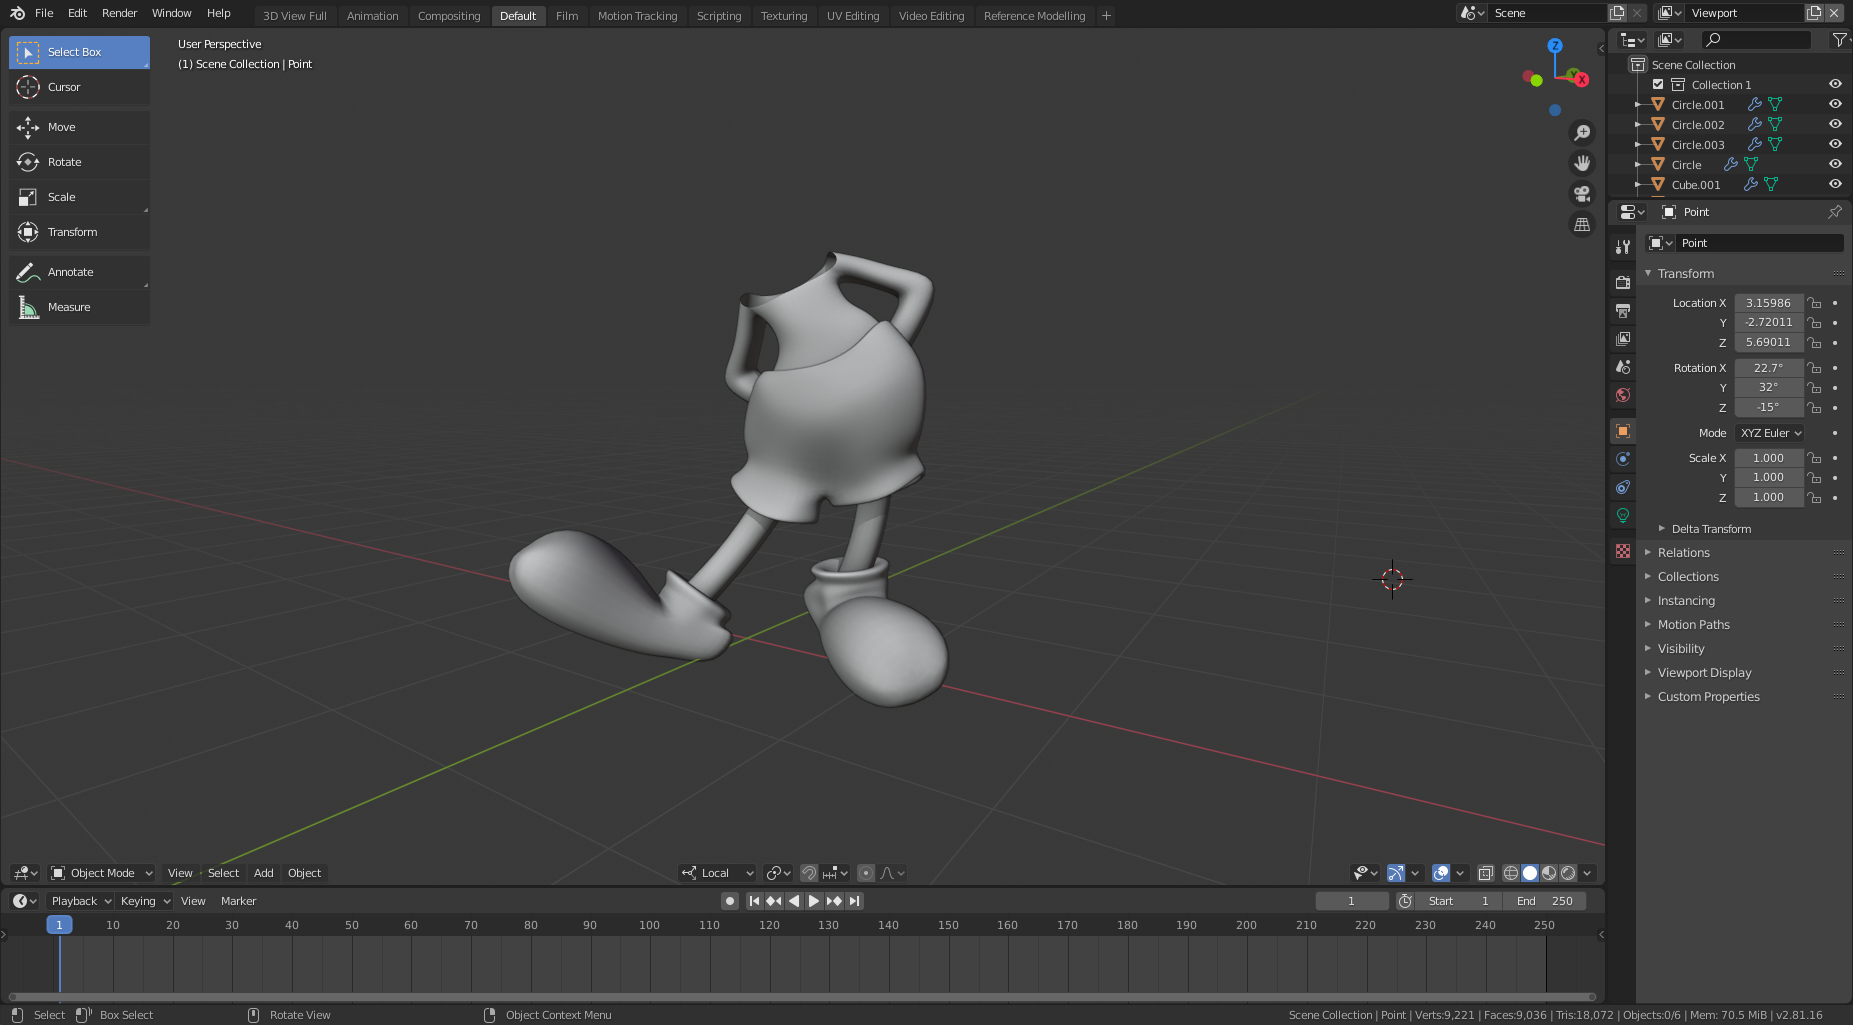 File Edit Render Window Help 3D View Full Animation Compositing Default Film Motion Tracking Scripting Texturing UV Editing Video Editing Reference Modelling + Scene Viewport
Select Box
Cursor
Move
Rotate
Scale
Transform
Annotate
Measure
User Perspective
(1) Scene Collection | Point
Z
Y
X
Scene Collection
Collection 1
Circle.001
Circle.002
Circle.003
Circle
Cube.001
Point
Point
Transform
Location X 3.15986
Y -2.72011
Z 5.69011
Rotation X 22.7°
Y 32°
Z -15°
Mode XYZ Euler
Scale X 1.000
Y 1.000
Z 1.000
Delta Transform
Relations
Collections
Instancing
Motion Paths
Visibility
Viewport Display
Custom Properties
Object Mode View Select Add Object Local
Playback Keying View Marker 1 Start 1 End 250
1 10 20 30 40 50 60 70 80 90 100 110 120 130 140 150 160 170 180 190 200 210 220 230 240 250
Select Box Select Rotate View Object Context Menu Scene Collection | Point | Verts:9,221 | Faces:9,036 | Tris:18,072 | Objects:0/6 | Mem: 70.5 MiB | v2.81.16